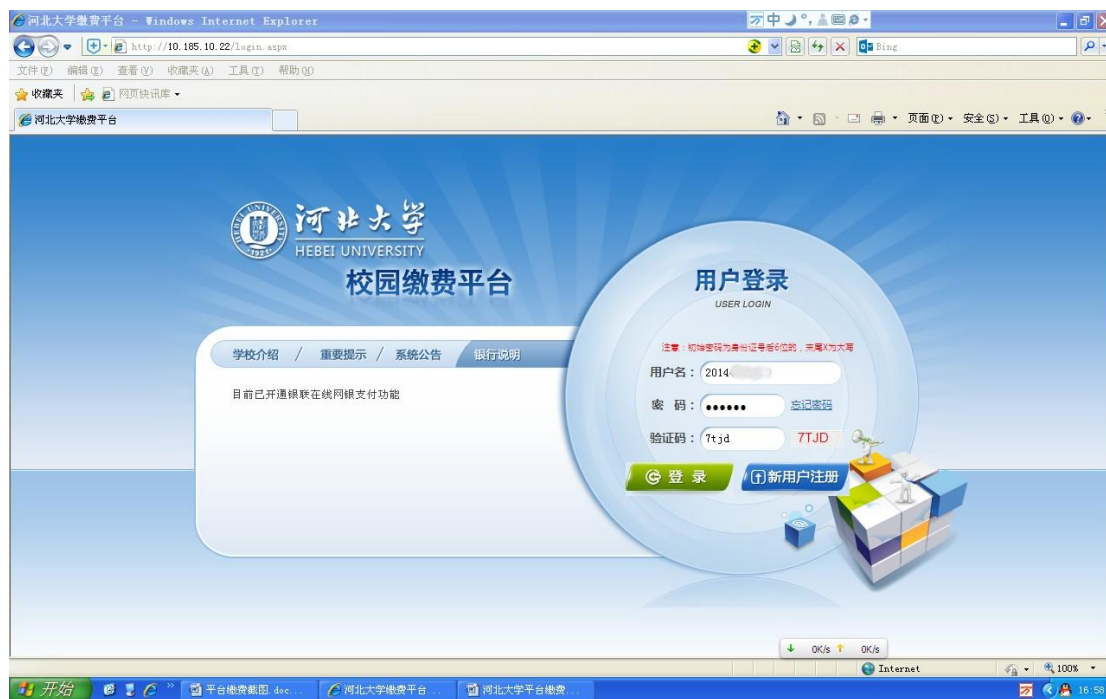 河北大学缴费平台 - Windows Internet Explorer
万中
http://10.185.10.22/login.aspx
Bing
文件(F) 编辑(E) 查看(V) 收藏夹(A) 工具(T) 帮助(H)
收藏夹 网页快讯库
河北大学缴费平台
页面(P) 安全(S) 工具(O)
河北大学
HEBEI UNIVERSITY
校园缴费平台
用户登录
USER LOGIN
学校介绍 / 重要提示 / 系统公告 银行说明
目前已开通银联在线网银支付功能
注意：初始密码为身份证号后6位的，末尾X为大写
用户名： 2014
密 码： ●●●●●● 忘记密码
验证码： 7tjd 7TJD
登 录 新用户注册
0K/s 0K/s
Internet 100%
开始 平台缴费截图.doc... 河北大学缴费平台... 河北大学平台缴费... 16:58